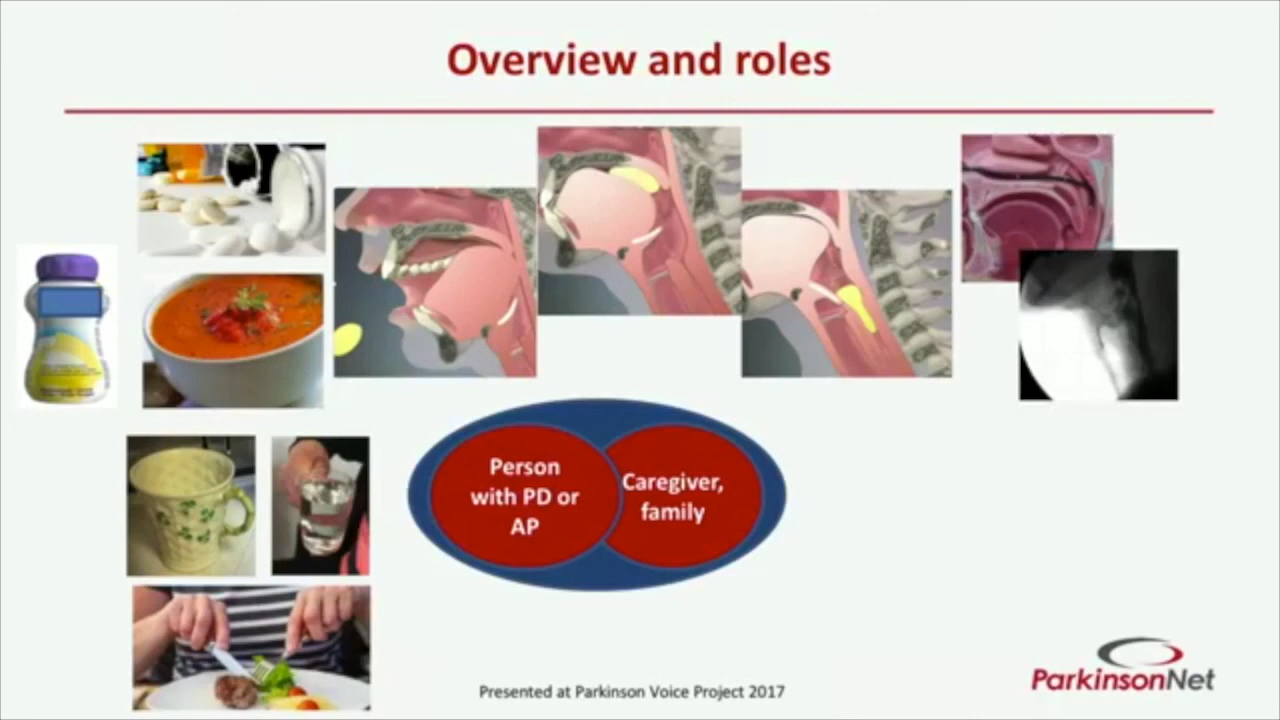 Overview and roles
Person
with PD or
AP
Caregiver,
family
Presented at Parkinson Voice Project 2017
ParkinsonNet